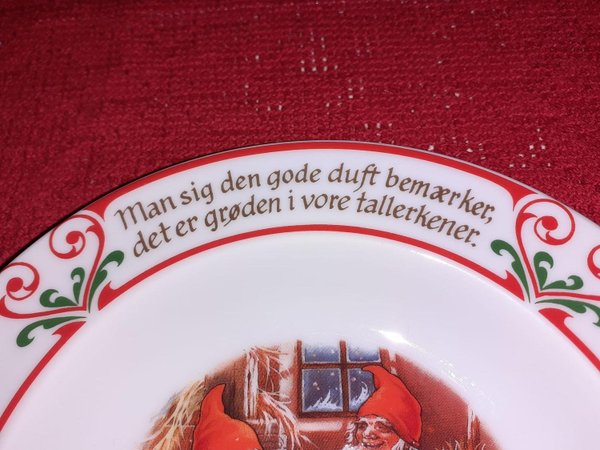 Man sig den gode duft bemærker,
det er grøden i vore tallerkener.